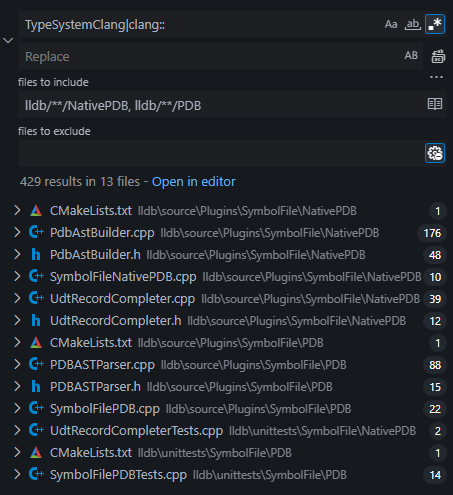 TypeSystemClang|clang:: Aa ab .*
Replace AB
files to include
lldb/**/NativePDB, lldb/**/PDB
files to exclude
429 results in 13 files - Open in editor
CMakeLists.txt lldb\source\Plugins\SymbolFile\NativePDB 1
PdbAstBuilder.cpp lldb\source\Plugins\SymbolFile\NativePDB 176
PdbAstBuilder.h lldb\source\Plugins\SymbolFile\NativePDB 48
SymbolFileNativePDB.cpp lldb\source\Plugins\SymbolFile\NativePDB 10
UdtRecordCompleter.cpp lldb\source\Plugins\SymbolFile\NativePDB 39
UdtRecordCompleter.h lldb\source\Plugins\SymbolFile\NativePDB 12
CMakeLists.txt lldb\source\Plugins\SymbolFile\PDB 1
PDBASTParser.cpp lldb\source\Plugins\SymbolFile\PDB 88
PDBASTParser.h lldb\source\Plugins\SymbolFile\PDB 15
SymbolFilePDB.cpp lldb\source\Plugins\SymbolFile\PDB 22
UdtRecordCompleterTests.cpp lldb\unittests\SymbolFile\NativePDB 2
CMakeLists.txt lldb\unittests\SymbolFile\PDB 1
SymbolFilePDBTests.cpp lldb\unittests\SymbolFile\PDB 14